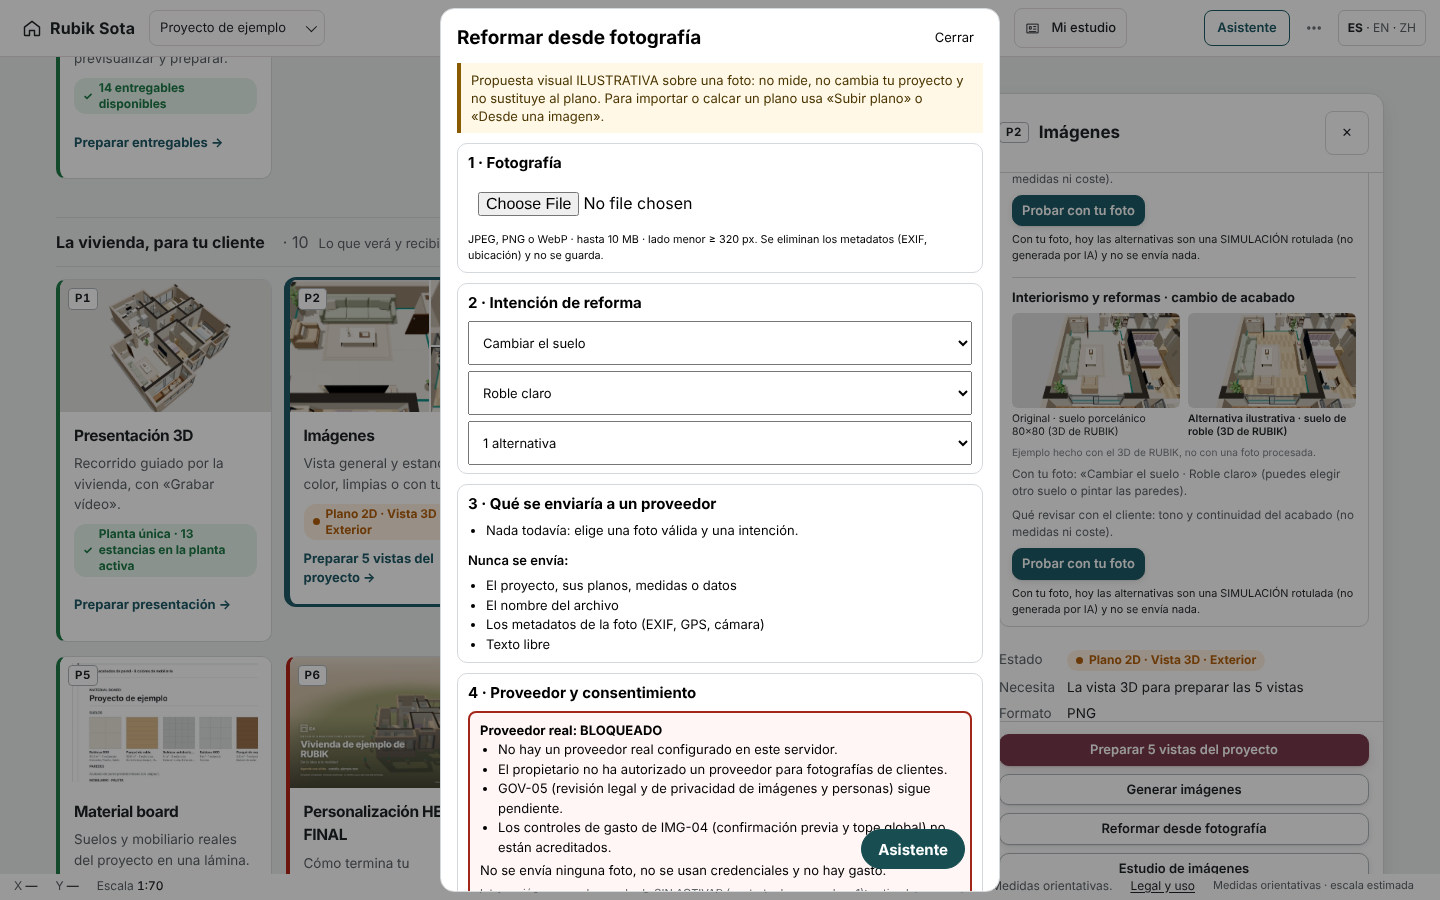 Rubik Sota
Proyecto de ejemplo
Mi estudio
Asistente
ES · EN · ZH
previsualizar y preparar.
14 entregables
disponibles
Preparar entregables →
La vivienda, para tu cliente · 10 Lo que verá y recibi
P1
Presentación 3D
Recorrido guiado por la
vivienda, con «Grabar
vídeo».
Planta única · 13
estancias en la planta
activa
Preparar presentación →
P2
Imágenes
Vista general y estanc
color, limpias o con tu
Plano 2D · Vista 3D
Exterior
Preparar 5 vistas del
proyecto →
P5
Proyecto de ejemplo
Material board
Suelos y mobiliario reales
del proyecto en una lámina.
P6
Vivienda de ejemplo de
RUBIK
Personalización HE
FINAL
Cómo termina tu
Reformar desde fotografía
Cerrar
Propuesta visual ILUSTRATIVA sobre una foto: no mide, no cambia tu proyecto y
no sustituye al plano. Para importar o calcar un plano usa «Subir plano» o
«Desde una imagen».
1 · Fotografía
Choose File No file chosen
JPEG, PNG o WebP · hasta 10 MB · lado menor ≥ 320 px. Se eliminan los metadatos (EXIF,
ubicación) y no se guarda.
2 · Intención de reforma
Cambiar el suelo
Roble claro
1 alternativa
3 · Qué se enviaría a un proveedor
• Nada todavía: elige una foto válida y una intención.
Nunca se envía:
• El proyecto, sus planos, medidas o datos
• El nombre del archivo
• Los metadatos de la foto (EXIF, GPS, cámara)
• Texto libre
4 · Proveedor y consentimiento
Proveedor real: BLOQUEADO
• No hay un proveedor real configurado en este servidor.
• El propietario no ha autorizado un proveedor para fotografías de clientes.
• GOV-05 (revisión legal y de privacidad de imágenes y personas) sigue
pendiente.
• Los controles de gasto de IMG-04 (confirmación previa y tope global) no
están acreditados.
No se envía ninguna foto, no se usan credenciales y no hay gasto.
Asistente
P2 Imágenes
×
medidas ni coste).
Probar con tu foto
Con tu foto, hoy las alternativas son una SIMULACIÓN rotulada (no
generada por IA) y no se envía nada.
Interiorismo y reformas · cambio de acabado
Original · suelo porcelánico
80×80 (3D de RUBIK)
Alternativa ilustrativa · suelo de
roble (3D de RUBIK)
Ejemplo hecho con el 3D de RUBIK, no con una foto procesada.
Con tu foto: «Cambiar el suelo · Roble claro» (puedes elegir
otro suelo o pintar las paredes).
Qué revisar con el cliente: tono y continuidad del acabado (no
medidas ni coste).
Probar con tu foto
Con tu foto, hoy las alternativas son una SIMULACIÓN rotulada (no
generada por IA) y no se envía nada.
Estado Plano 2D · Vista 3D · Exterior
Necesita La vista 3D para preparar las 5 vistas
Formato PNG
Preparar 5 vistas del proyecto
Generar imágenes
Reformar desde fotografía
Estudio de imágenes
X — Y — Escala 1:70
Medidas orientativas. Legal y uso Medidas orientativas · escala estimada